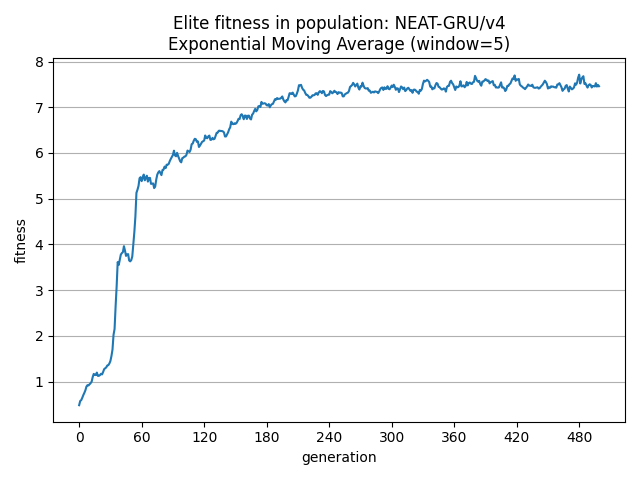 Elite fitness in population: NEAT-GRU/v4
Exponential Moving Average (window=5)
8
7
6
5
4
3
2
1
fitness
0 60 120 180 240 300 360 420 480
generation